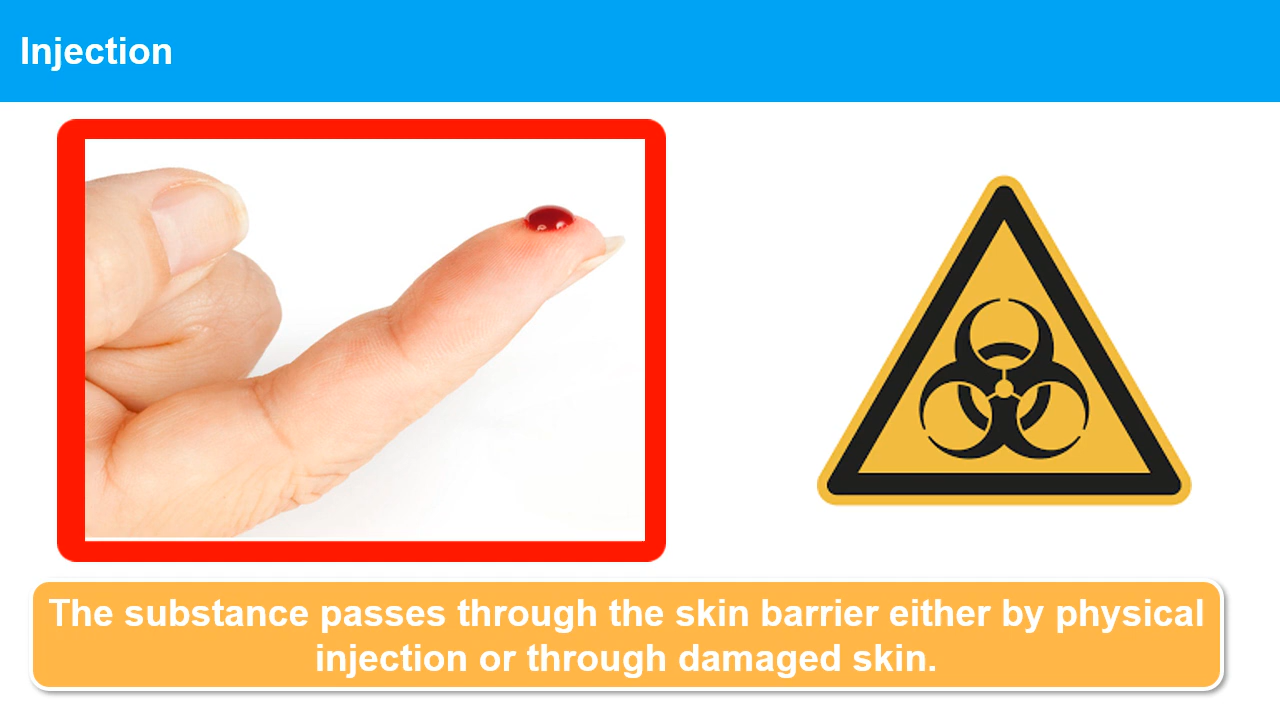 Injection
The substance passes through the skin barrier either by physical
injection or through damaged skin.